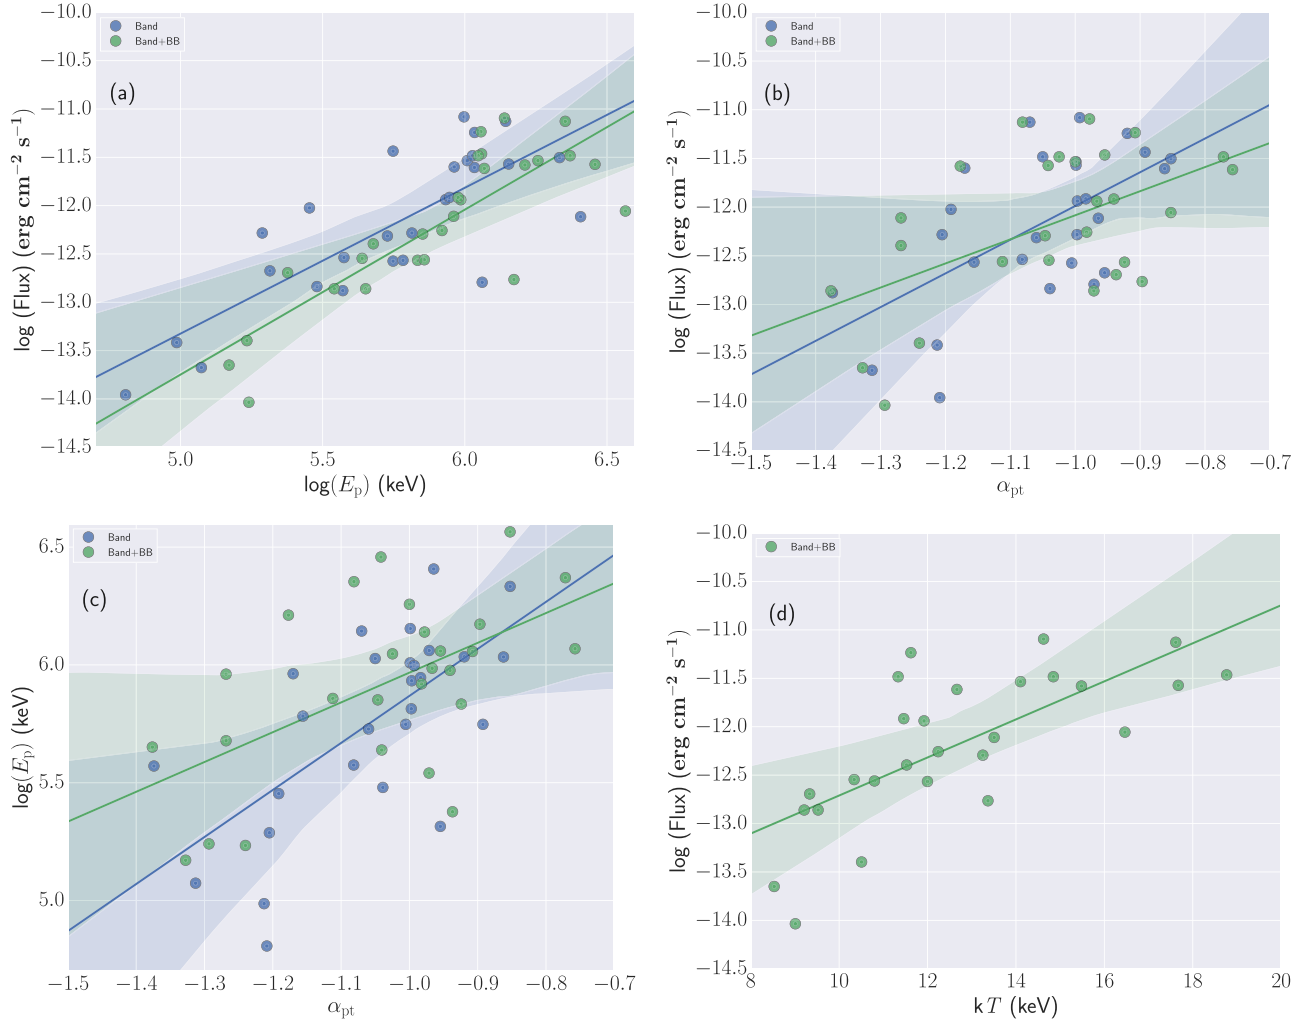 −10.0
−10.5
−11.0
−11.5
−12.0
−12.5
−13.0
−13.5
−14.0
−14.5
log (Flux) (erg cm⁻² s⁻¹)
Band
Band+BB
(a)
5.0 5.5 6.0 6.5
log(E_p) (keV)
−10.0
−10.5
−11.0
−11.5
−12.0
−12.5
−13.0
−13.5
−14.0
−14.5
log (Flux) (erg cm⁻² s⁻¹)
Band
Band+BB
(b)
−1.5 −1.4 −1.3 −1.2 −1.1 −1.0 −0.9 −0.8 −0.7
α_pt
6.5
6.0
5.5
5.0
log(E_p) (keV)
Band
Band+BB
(c)
−1.5 −1.4 −1.3 −1.2 −1.1 −1.0 −0.9 −0.8 −0.7
α_pt
−10.0
−10.5
−11.0
−11.5
−12.0
−12.5
−13.0
−13.5
−14.0
−14.5
log (Flux) (erg cm⁻² s⁻¹)
Band+BB
(d)
8 10 12 14 16 18 20
kT (keV)